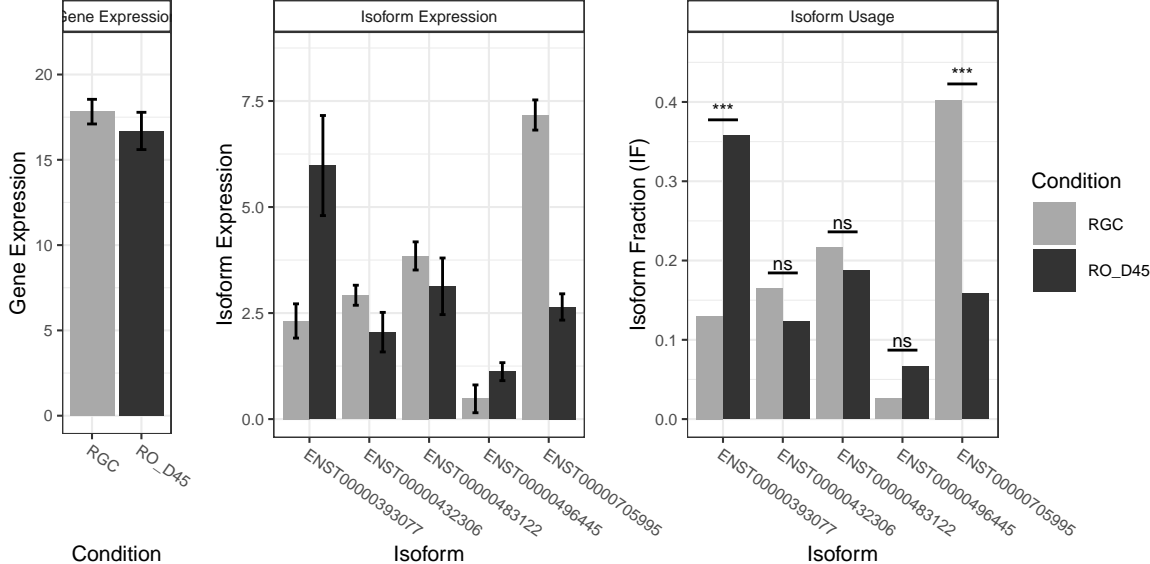 Gene Expression
Isoform Expression
Isoform Usage
Gene Expression
20
15
10
5
0
RGC
RO_D45
Condition
Isoform Expression
7.5
5.0
2.5
0.0
ENST00000393077
ENST00000432306
ENST00000483122
ENST00000496445
ENST00000705995
Isoform
Isoform Fraction (IF)
0.4
0.3
0.2
0.1
0.0
***
ns
ns
ns
***
ENST00000393077
ENST00000432306
ENST00000483122
ENST00000496445
ENST00000705995
Isoform
Condition
RGC
RO_D45